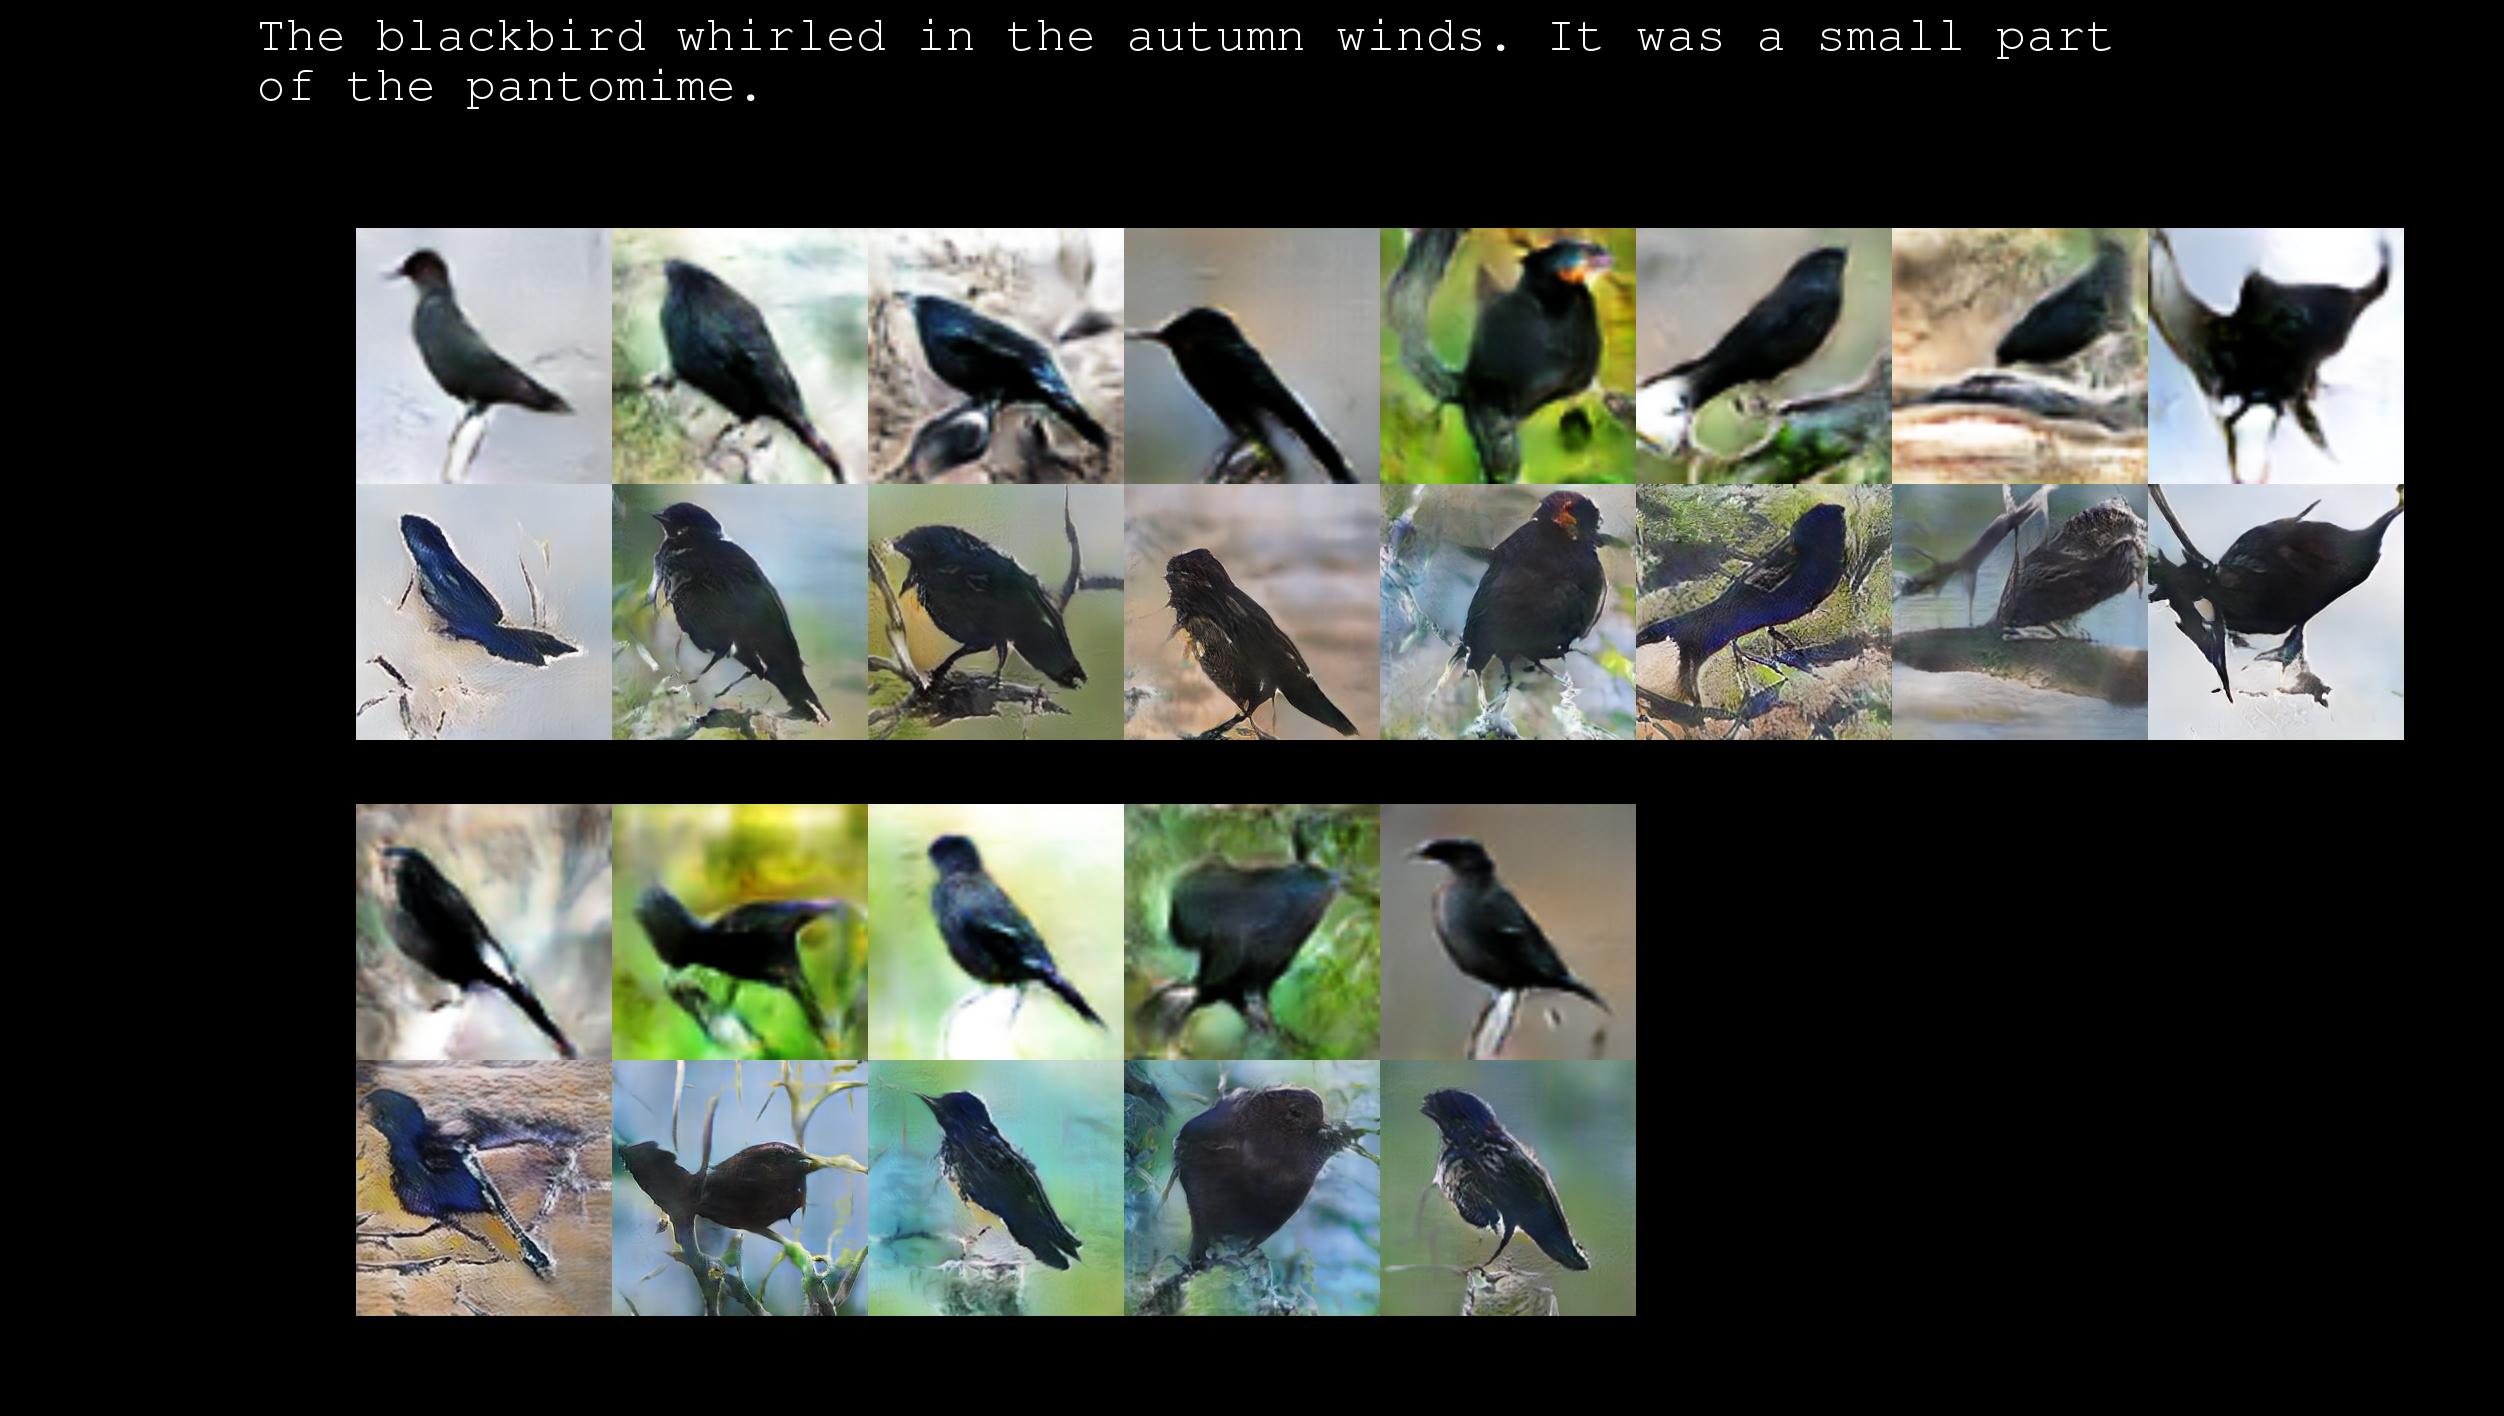 The blackbird whirled in the autumn winds. It was a small part
of the pantomime.